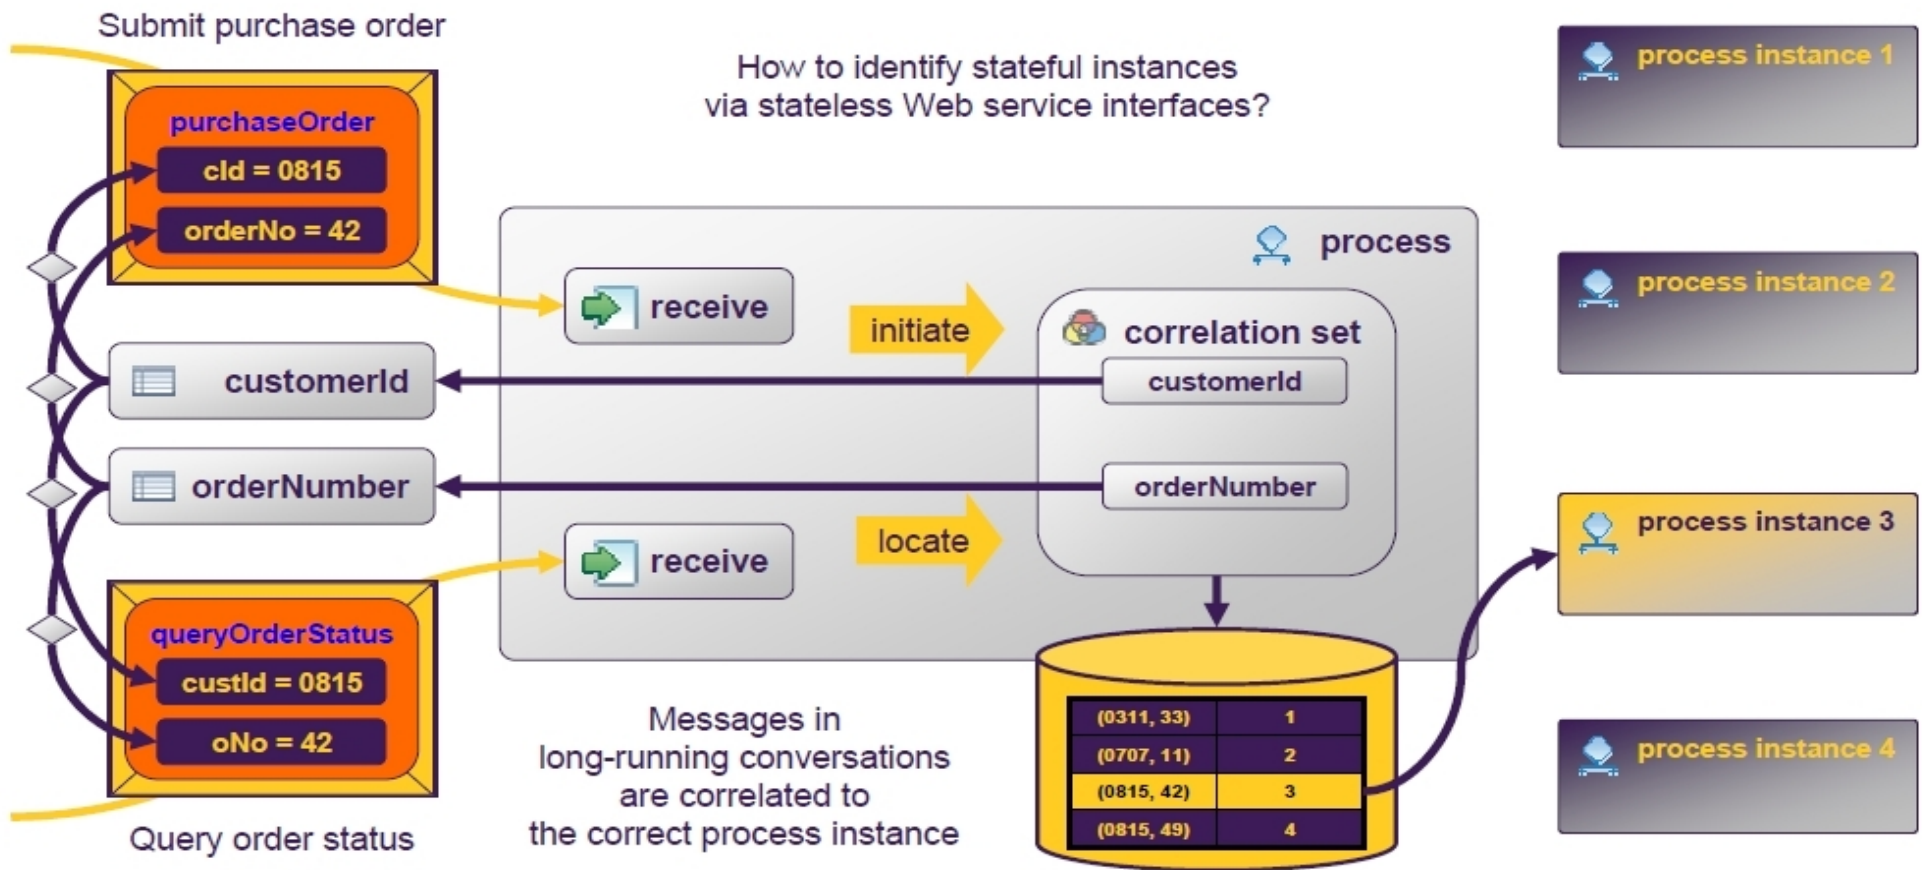 Submit purchase order
purchaseOrder
cId = 0815
orderNo = 42
How to identify stateful instances
via stateless Web service interfaces?
process instance 1
process instance 2
process
receive
initiate
correlation set
customerId
customerId
orderNumber
orderNumber
receive
locate
process instance 3
queryOrderStatus
custId = 0815
oNo = 42
Query order status
Messages in
long-running conversations
are correlated to
the correct process instance
(0311, 33) 1
(0707, 11) 2
(0815, 42) 3
(0815, 49) 4
process instance 4